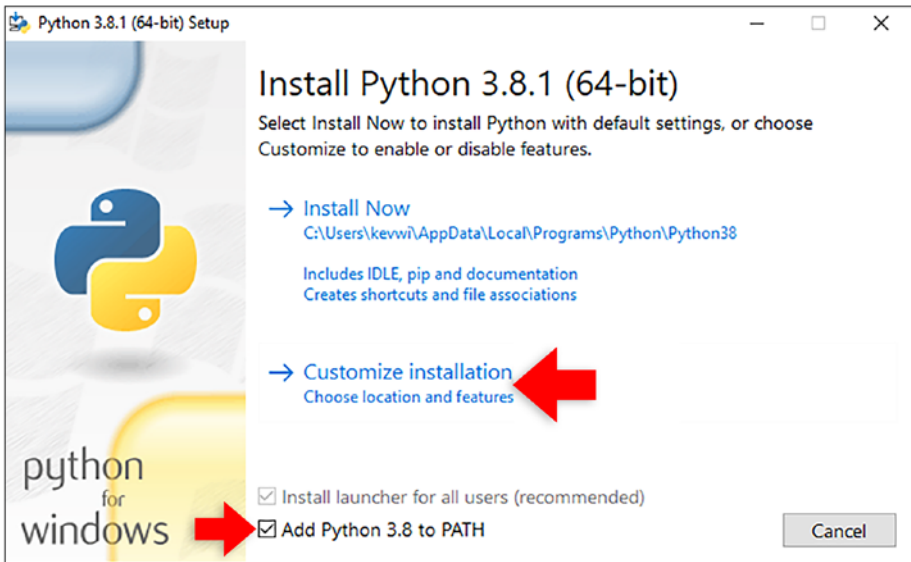 Python 3.8.1 (64-bit) Setup
Install Python 3.8.1 (64-bit)
Select Install Now to install Python with default settings, or choose
Customize to enable or disable features.
Install Now
C:\Users\kevwi\AppData\Local\Programs\Python\Python38
Includes IDLE, pip and documentation
Creates shortcuts and file associations
Customize installation
Choose location and features
python
for
windows
Install launcher for all users (recommended)
Add Python 3.8 to PATH
Cancel